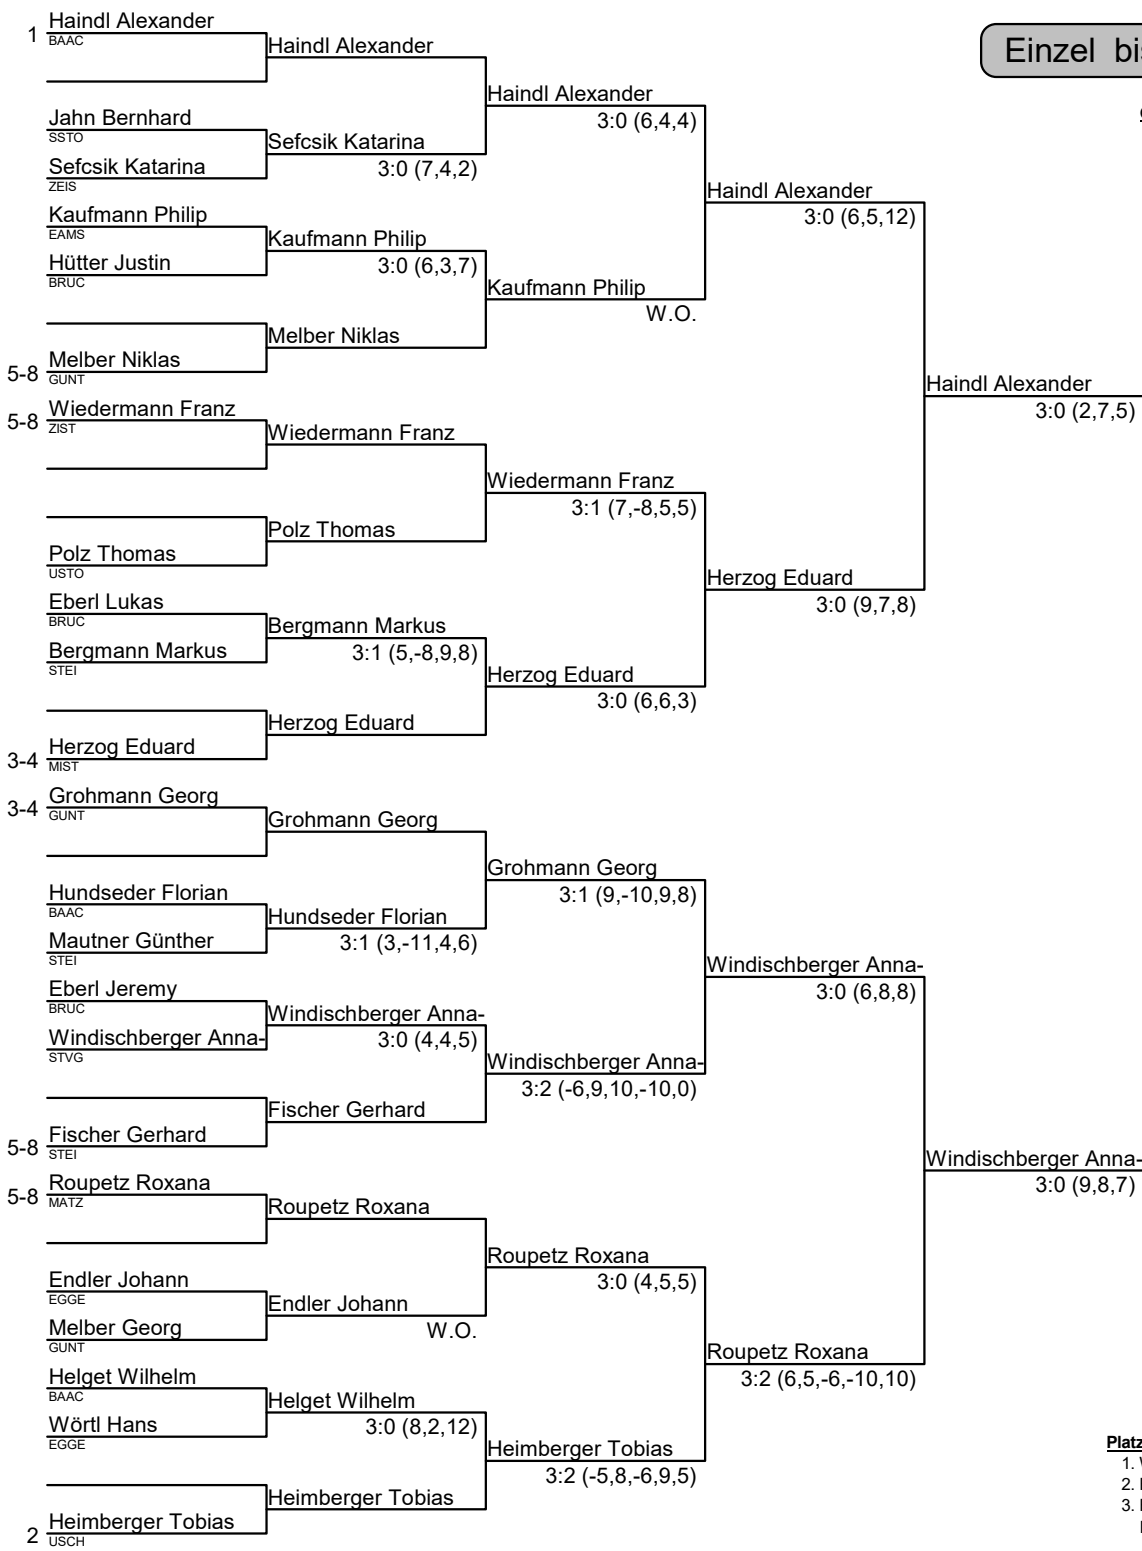 Haindl Alexander
1
BAAC
Haindl Alexander
Einzel bis
Haindl Alexander
3:0 (6,4,4)
Jahn Bernhard
SSTO
Sefcsik Katarina
3:0 (7,4,2)
Sefcsik Katarina
ZEIS
Haindl Alexander
3:0 (6,5,12)
Kaufmann Philip
EAMS
Kaufmann Philip
3:0 (6,3,7)
Hütter Justin
BRUC
Kaufmann Philip
W.O.
Melber Niklas
Melber Niklas
5-8
GUNT
Haindl Alexander
3:0 (2,7,5)
Wiedermann Franz
5-8
ZIST
Wiedermann Franz
Wiedermann Franz
3:1 (7,-8,5,5)
Polz Thomas
Polz Thomas
USTO
Herzog Eduard
3:0 (9,7,8)
Eberl Lukas
BRUC
Bergmann Markus
3:1 (5,-8,9,8)
Bergmann Markus
STEI
Herzog Eduard
3:0 (6,6,3)
Herzog Eduard
Herzog Eduard
3-4
MIST
Grohmann Georg
3-4
GUNT
Grohmann Georg
Grohmann Georg
3:1 (9,-10,9,8)
Hundseder Florian
BAAC
Hundseder Florian
3:1 (3,-11,4,6)
Mautner Günther
STEI
Windischberger Anna-
3:0 (6,8,8)
Eberl Jeremy
BRUC
Windischberger Anna-
3:0 (4,4,5)
Windischberger Anna-
STVG
Windischberger Anna-
3:2 (-6,9,10,-10,0)
Fischer Gerhard
Fischer Gerhard
5-8
STEI
Windischberger Anna-
3:0 (9,8,7)
Roupetz Roxana
5-8
MATZ
Roupetz Roxana
Roupetz Roxana
3:0 (4,5,5)
Endler Johann
EGGE
Endler Johann
W.O.
Melber Georg
GUNT
Roupetz Roxana
3:2 (6,5,-6,-10,10)
Helget Wilhelm
BAAC
Helget Wilhelm
3:0 (8,2,12)
Wörtl Hans
EGGE
Heimberger Tobias
3:2 (-5,8,-6,9,5)
Heimberger Tobias
Heimberger Tobias
2
USCH
Platz
1.
2.
3.